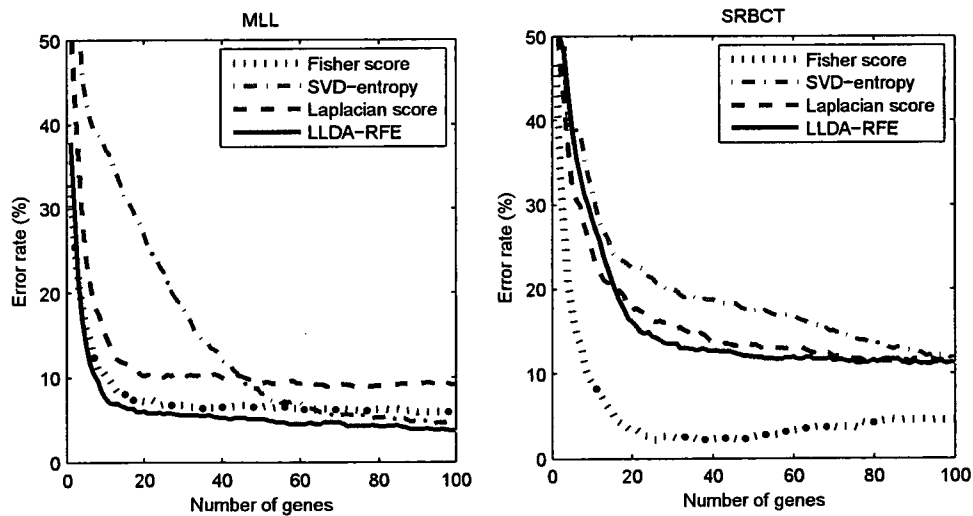 MLL
50
40
30
20
10
0
Error rate (%)
0 20 40 60 80 100
Number of genes
Fisher score
SVD-entropy
Laplacian score
LLDA-RFE
SRBCT
50
40
30
20
10
0
Error rate (%)
0 20 40 60 80 100
Number of genes
Fisher score
SVD-entropy
Laplacian score
LLDA-RFE